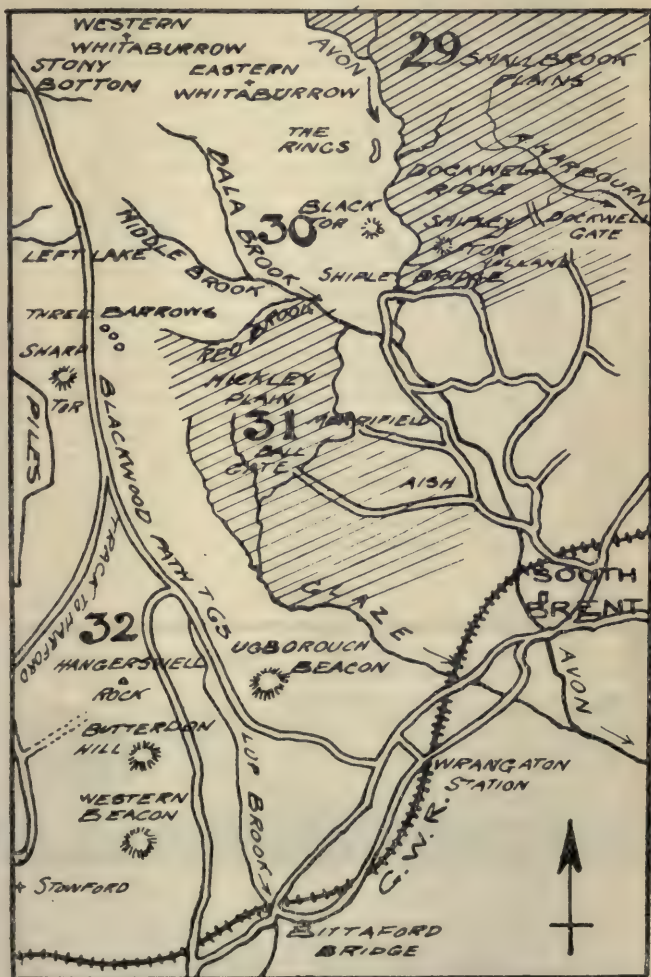 WESTERN
WHITABURROW
STONY
BOTTOM
EASTERN
WHITABURROW
AVON
29
SMALLBROOK
PLAINS
THE
RINGS
HARBOURN
DALA BROOK
DOCKWELL
RIDGE
30
BLACK
TOR
SHIPLEY
TOR
DOCKWELL
GATE
MIDDLE BROOK
LEFT LAKE
SHIPLEY
BRIDGE
THREE BARROWS
RED BROOK
SHARP
TOR
HICKLEY
PLAIN
PILES
31
MERRIFIELD
BALL
GATE
AISH
BLACKWOOD PATH T GS
TRACK TO HARFORD
GLAZE
SOUTH
BRENT
32
HANGERSHELL
ROCK
UGBOROUGH
BEACON
AVON
BUTTERDON
HILL
LUD BROOK
WRANGATON
STATION
WESTERN
BEACON
G.W.R.
STOWFORD
BITTAFORD
BRIDGE